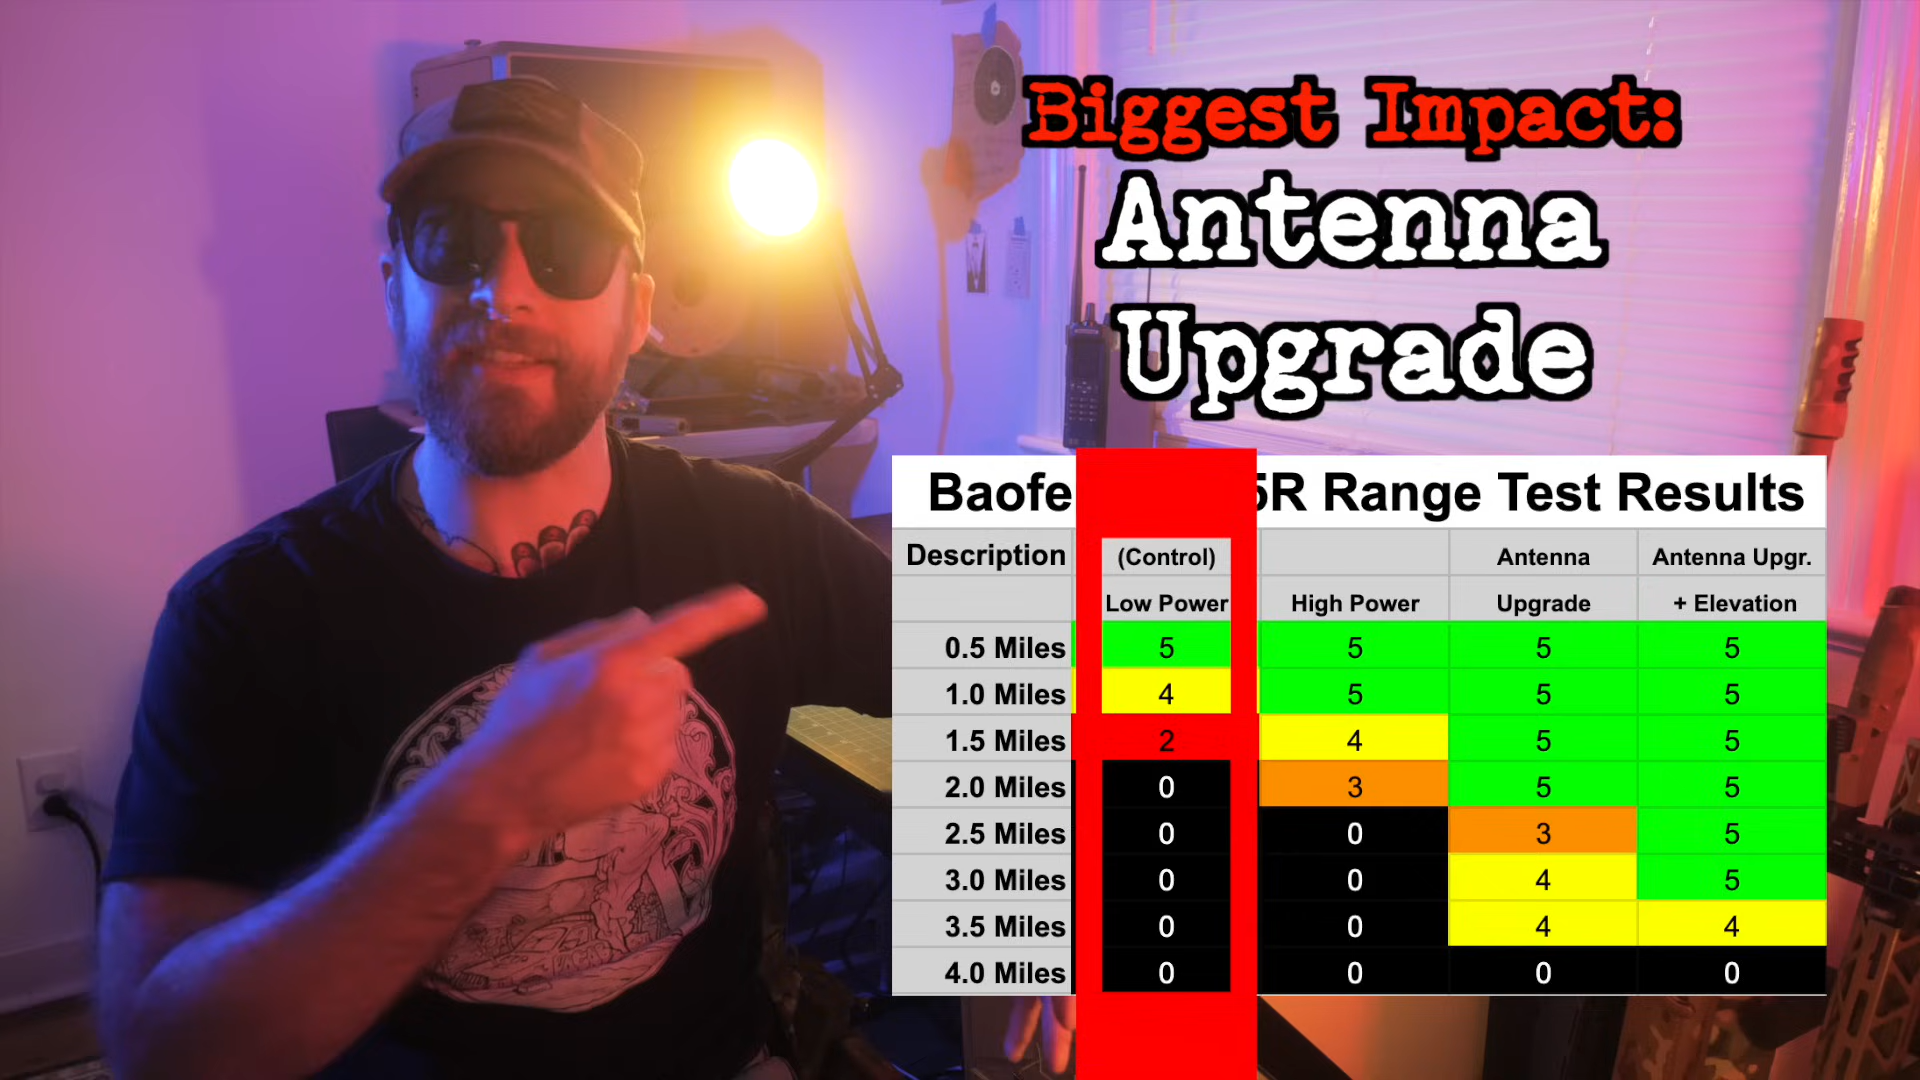 Biggest Impact:
Antenna
Upgrade
Baofe 5R Range Test Results
Description (Control) Antenna Antenna Upgr.
Low Power High Power Upgrade + Elevation
0.5 Miles 5 5 5 5
1.0 Miles 4 5 5 5
1.5 Miles 2 4 5 5
2.0 Miles 0 3 5 5
2.5 Miles 0 0 3 5
3.0 Miles 0 0 4 5
3.5 Miles 0 0 4 4
4.0 Miles 0 0 0 0